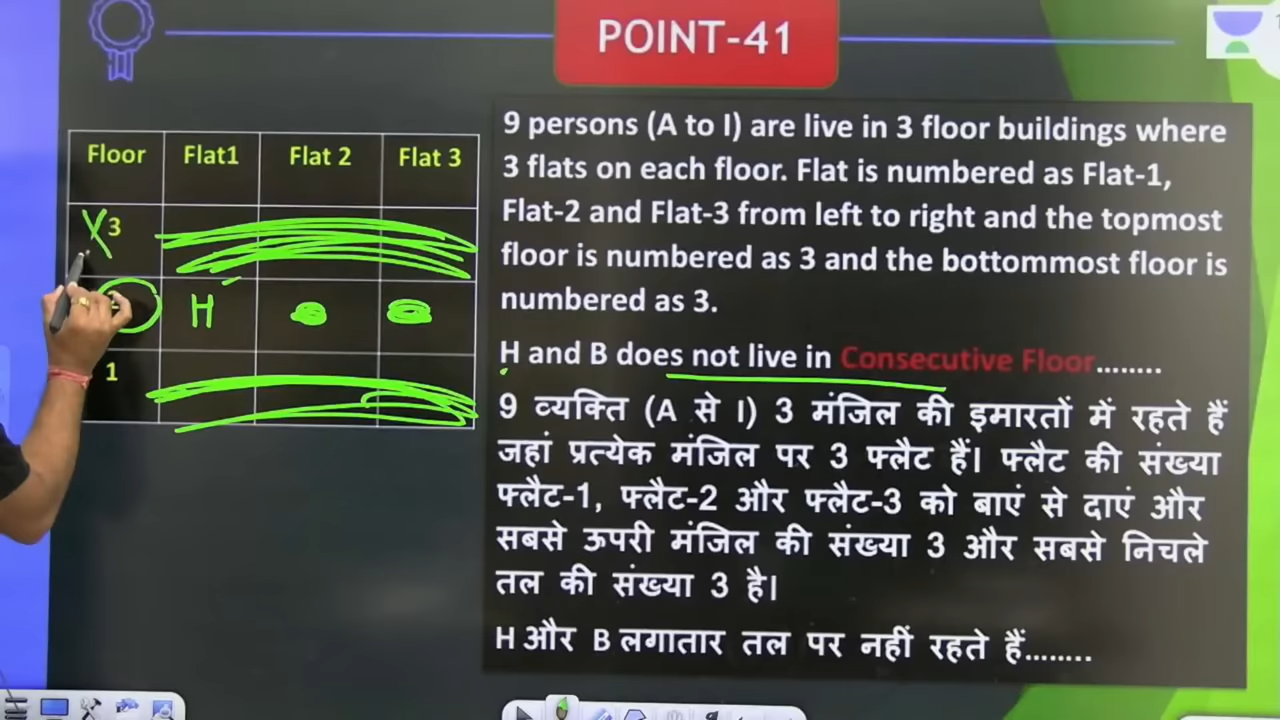 POINT-41
Floor Flat1 Flat 2 Flat 3
X 3
H
1
9 persons (A to I) are live in 3 floor buildings where
3 flats on each floor. Flat is numbered as Flat-1,
Flat-2 and Flat-3 from left to right and the topmost
floor is numbered as 3 and the bottommost floor is
numbered as 3.
H and B does not live in Consecutive Floor........
9 व्यक्ति (A से I) 3 मंजिल की इमारतों में रहते हैं
जहां प्रत्येक मंजिल पर 3 फ्लैट हैं। फ्लैट की संख्या
फ्लैट-1, फ्लैट-2 और फ्लैट-3 को बाएं से दाएं और
सबसे ऊपरी मंजिल की संख्या 3 और सबसे निचले
तल की संख्या 3 है।
H और B लगातार तल पर नहीं रहते हैं........